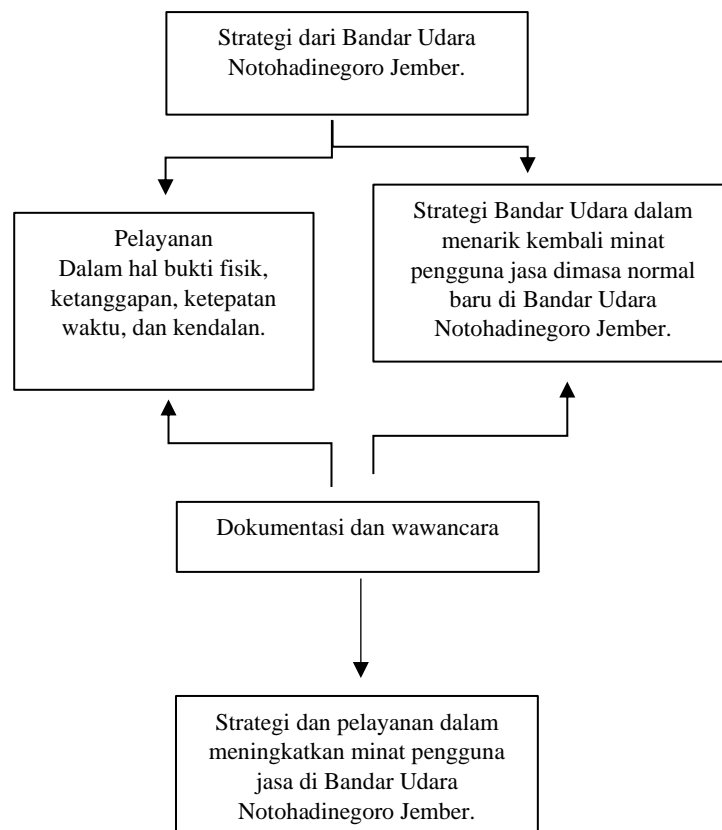 Strategi dari Bandar Udara
Notohadinegoro Jember.
Pelayanan
Dalam hal bukti fisik,
ketanggapan, ketepatan
waktu, dan kendalan.
Strategi Bandar Udara dalam
menarik kembali minat
pengguna jasa dimasa normal
baru di Bandar Udara
Notohadinegoro Jember.
Dokumentasi dan wawancara
Strategi dan pelayanan dalam
meningkatkan minat pengguna
jasa di Bandar Udara
Notohadinegoro Jember.